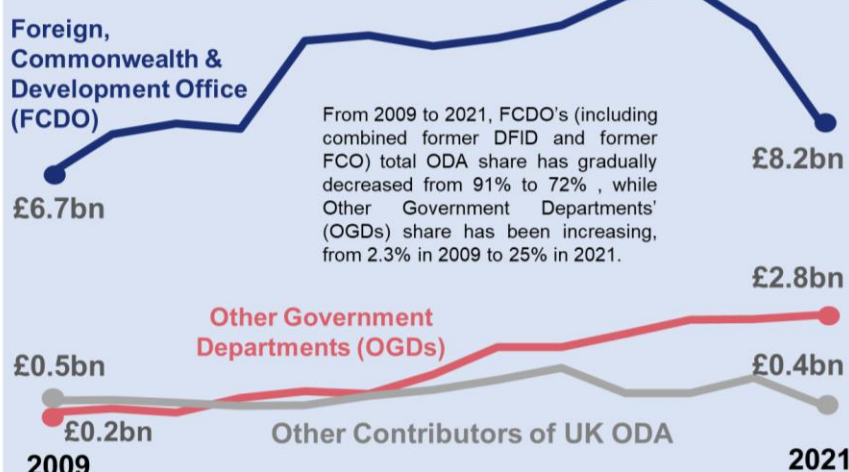 Foreign,
Commonwealth &
Development Office
(FCDO)
From 2009 to 2021, FCDO's (including
combined former DFID and former
FCO) total ODA share has gradually
decreased from 91% to 72% , while
Other Government Departments'
(OGDs) share has been increasing,
from 2.3% in 2009 to 25% in 2021.
£8.2bn
£6.7bn
£2.8bn
Other Government
Departments (OGDs)
£0.5bn
£0.4bn
£0.2bn
Other Contributors of UK ODA
2009
2021